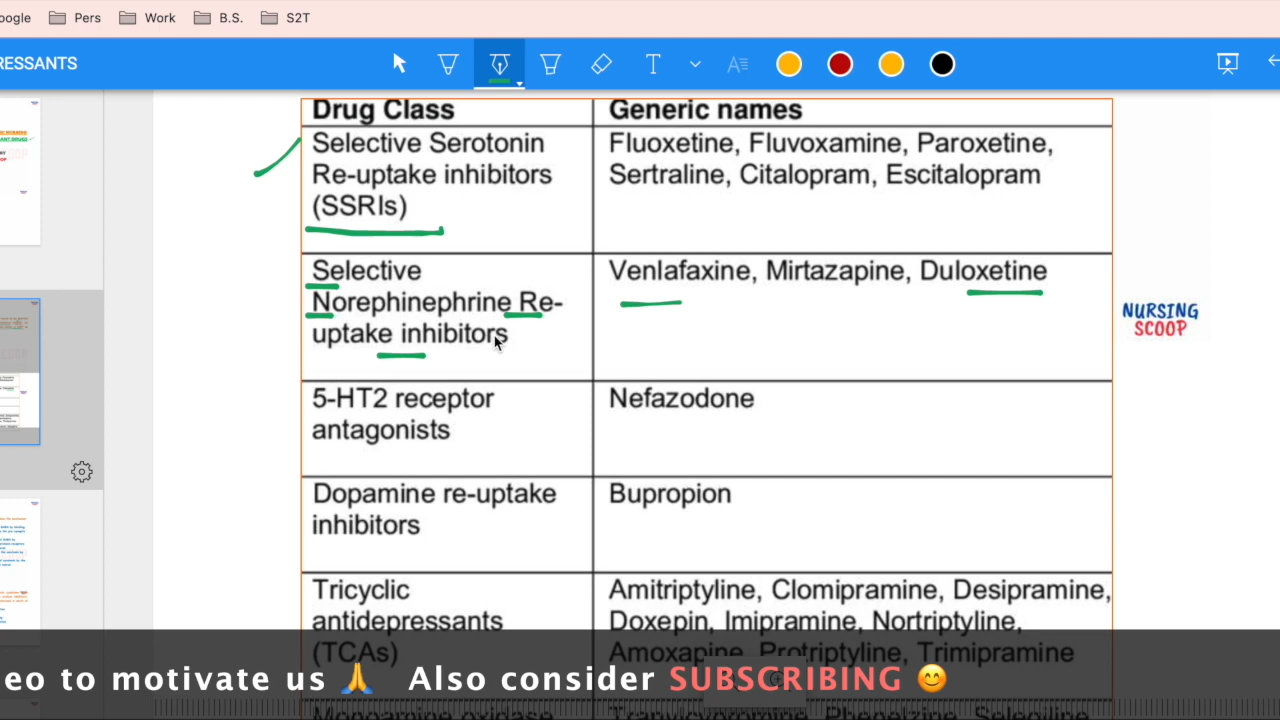 oogle Pers Work B.S. S2T
RESSANTS
Drug Class Generic names
Selective Serotonin Fluoxetine, Fluvoxamine, Paroxetine,
Re-uptake inhibitors Sertraline, Citalopram, Escitalopram
(SSRIs)
Selective Venlafaxine, Mirtazapine, Duloxetine
Norephinephrine Re-
uptake inhibitors
NURSING
SCOOP
5-HT2 receptor Nefazodone
antagonists
Dopamine re-uptake Bupropion
inhibitors
Tricyclic Amitriptyline, Clomipramine, Desipramine,
antidepressants Doxepin, Imipramine, Nortriptyline,
(TCAs) Amoxapine, Protriptyline, Trimipramine
eo to motivate us 🙏 Also consider SUBSCRIBING 😊